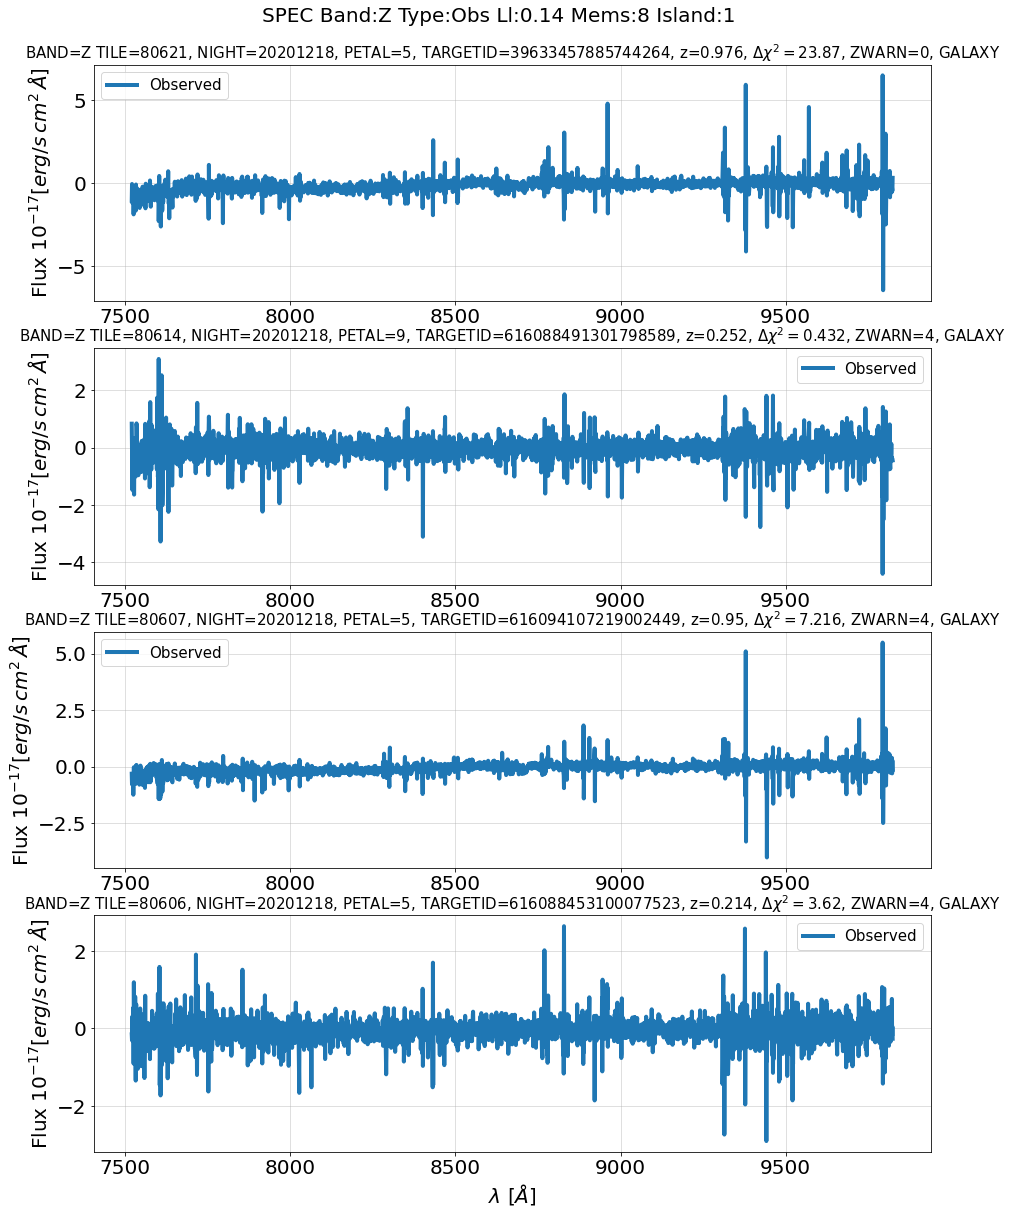 SPEC Band:Z Type:Obs Ll:0.14 Mems:8 Island:1
BAND=Z TILE=80621, NIGHT=20201218, PETAL=5, TARGETID=39633457885744264, z=0.976, Δχ²=23.87, ZWARN=0, GALAXY
Flux 10⁻¹⁷[erg/s cm² Å]
5
0
−5
Observed
7500 8000 8500 9000 9500
BAND=Z TILE=80614, NIGHT=20201218, PETAL=9, TARGETID=616088491301798589, z=0.252, Δχ²=0.432, ZWARN=4, GALAXY
Flux 10⁻¹⁷[erg/s cm² Å]
2
0
−2
−4
Observed
7500 8000 8500 9000 9500
BAND=Z TILE=80607, NIGHT=20201218, PETAL=5, TARGETID=616094107219002449, z=0.95, Δχ²=7.216, ZWARN=4, GALAXY
Flux 10⁻¹⁷[erg/s cm² Å]
5.0
2.5
0.0
−2.5
Observed
7500 8000 8500 9000 9500
BAND=Z TILE=80606, NIGHT=20201218, PETAL=5, TARGETID=616088453100077523, z=0.214, Δχ²=3.62, ZWARN=4, GALAXY
Flux 10⁻¹⁷[erg/s cm² Å]
2
0
−2
Observed
7500 8000 8500 9000 9500
λ [Å]